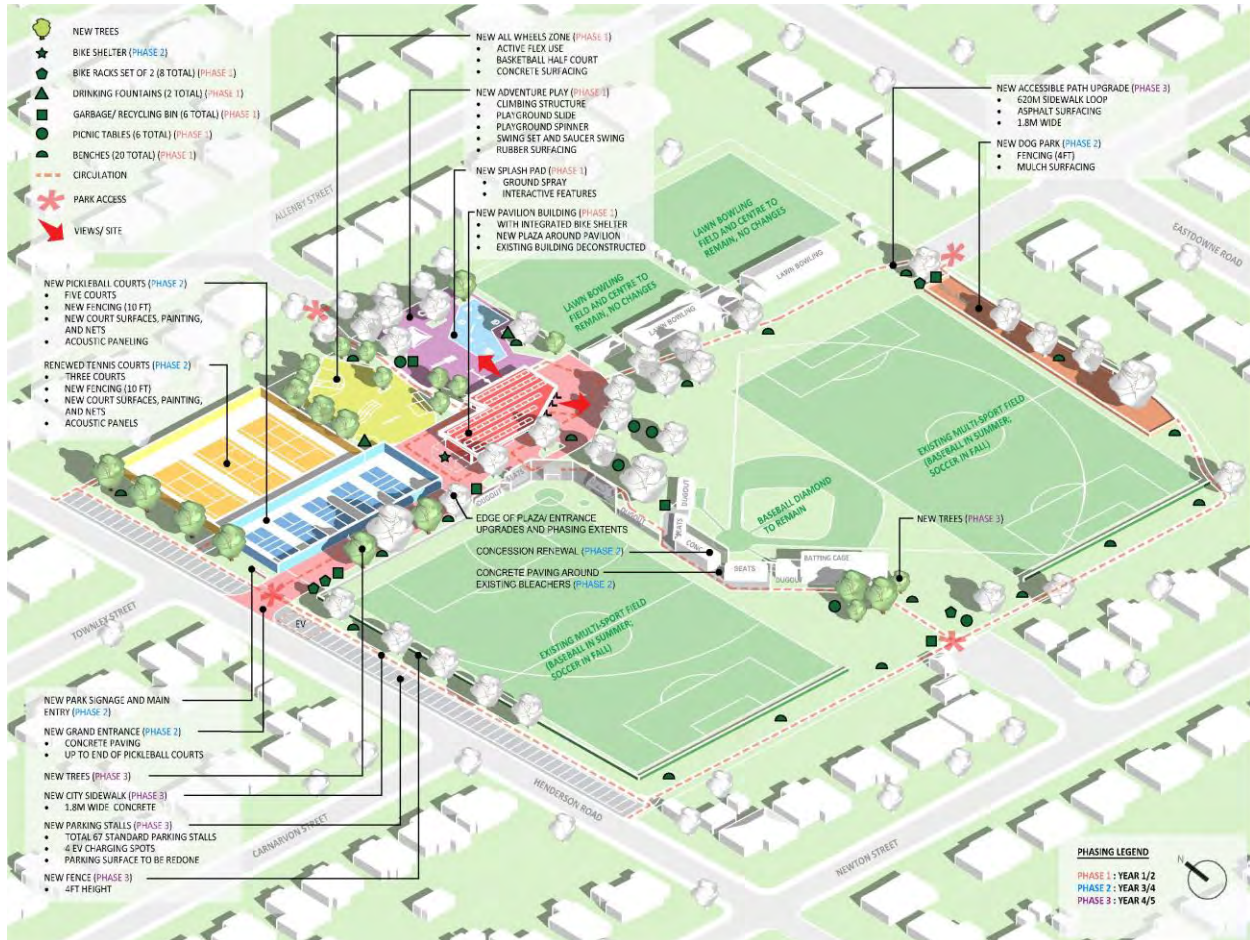 NEW TREES
BIKE SHELTER (PHASE 2)
BIKE RACKS SET OF 2 (8 TOTAL) (PHASE 1)
DRINKING FOUNTAINS (2 TOTAL) (PHASE 1)
GARBAGE/ RECYCLING BIN (6 TOTAL) (PHASE 1)
PICNIC TABLES (6 TOTAL) (PHASE 1)
BENCHES (20 TOTAL) (PHASE 1)
CIRCULATION
PARK ACCESS
VIEWS/ SITE
NEW ALL WHEELS ZONE (PHASE 1)
• ACTIVE FLEX USE
• BASKETBALL HALF COURT
• CONCRETE SURFACING
NEW ADVENTURE PLAY (PHASE 1)
• CLIMBING STRUCTURE
• PLAYGROUND SLIDE
• PLAYGROUND SPINNER
• SWING SET AND SAUCER SWING
• RUBBER SURFACING
NEW SPLASH PAD (PHASE 1)
• GROUND SPRAY
• INTERACTIVE FEATURES
NEW PAVILION BUILDING (PHASE 1)
• WITH INTEGRATED BIKE SHELTER
• NEW PLAZA AROUND PAVILION
• EXISTING BUILDING DECONSTRUCTED
NEW ACCESSIBLE PATH UPGRADE (PHASE 3)
• 620M SIDEWALK LOOP
• ASPHALT SURFACING
• 1.8M WIDE
NEW DOG PARK (PHASE 2)
• FENCING (4FT)
• MULCH SURFACING
ALLENBY STREET
EASTDOWNE ROAD
LAWN BOWLING
FIELD AND CENTRE TO
REMAIN, NO CHANGES
LAWN BOWLING
LAWN BOWLING
FIELD AND CENTRE TO
REMAIN, NO CHANGES
LAWN BOWLING
NEW PICKLEBALL COURTS (PHASE 2)
• FIVE COURTS
• NEW FENCING (10 FT)
• NEW COURT SURFACES, PAINTING,
AND NETS
• ACOUSTIC PANELING
RENEWED TENNIS COURTS (PHASE 2)
• THREE COURTS
• NEW FENCING (10 FT)
• NEW COURT SURFACES, PAINTING,
AND NETS
• ACOUSTIC PANELS
EXISTING MULTI-SPORT FIELD
(BASEBALL IN SUMMER;
SOCCER IN FALL)
DUGOUT
SEATS
DUGOUT
DUGOUT
SEATS
CONC
SEATS
DUGOUT
BATTING CAGE
BASEBALL DIAMOND
TO REMAIN
EDGE OF PLAZA/ ENTRANCE
UPGRADES AND PHASING EXTENTS
CONCESSION RENEWAL (PHASE 2)
CONCRETE PAVING AROUND
EXISTING BLEACHERS (PHASE 2)
NEW TREES (PHASE 3)
EXISTING MULTI-SPORT FIELD
(BASEBALL IN SUMMER;
SOCCER IN FALL)
EV
TOWNLEY STREET
CARNARVON STREET
HENDERSON ROAD
NEWTON STREET
NEW PARK SIGNAGE AND MAIN
ENTRY (PHASE 2)
NEW GRAND ENTRANCE (PHASE 2)
• CONCRETE PAVING
• UP TO END OF PICKLEBALL COURTS
NEW TREES (PHASE 3)
NEW CITY SIDEWALK (PHASE 3)
• 1.8M WIDE CONCRETE
NEW PARKING STALLS (PHASE 3)
• TOTAL 67 STANDARD PARKING STALLS
• 4 EV CHARGING SPOTS
• PARKING SURFACE TO BE REDONE
NEW FENCE (PHASE 3)
• 4FT HEIGHT
PHASING LEGEND
PHASE 1 : YEAR 1/2
PHASE 2 : YEAR 3/4
PHASE 3 : YEAR 4/5
N